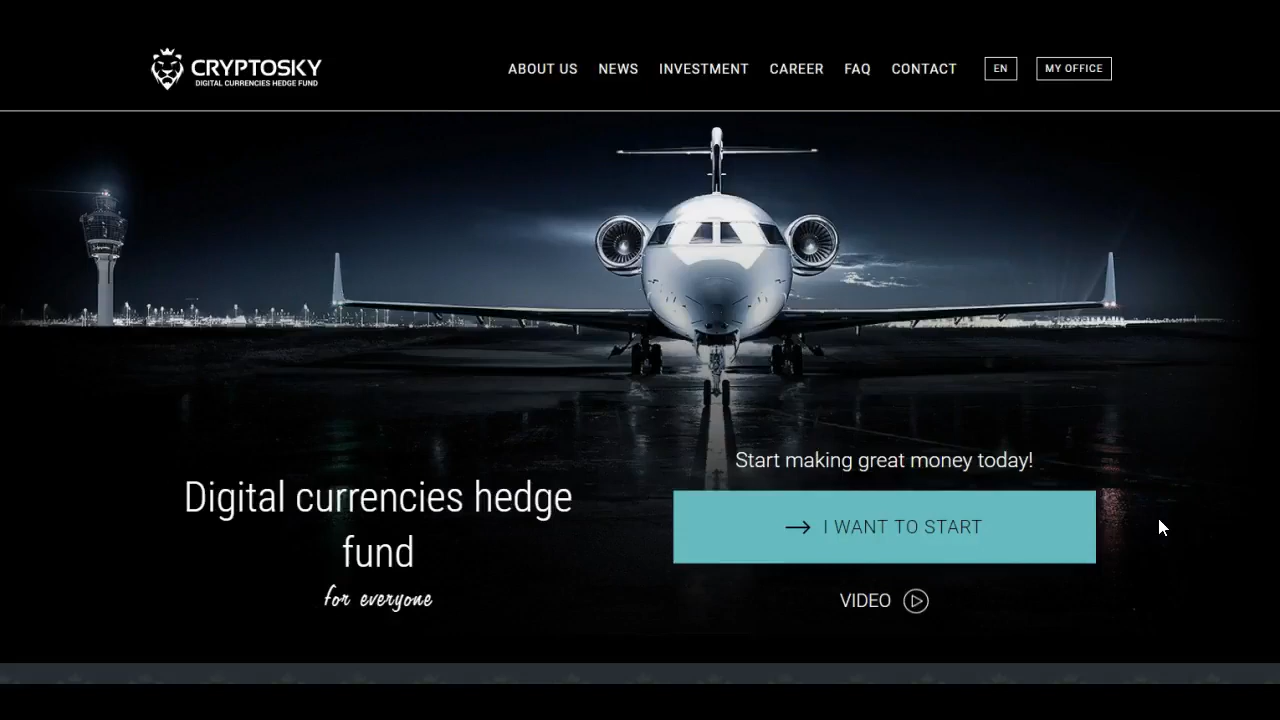 CRYPTOSKY
DIGITAL CURRENCIES HEDGE FUND
ABOUT US NEWS INVESTMENT CAREER FAQ CONTACT EN MY OFFICE
Start making great money today!
Digital currencies hedge
fund
for everyone
I WANT TO START
VIDEO